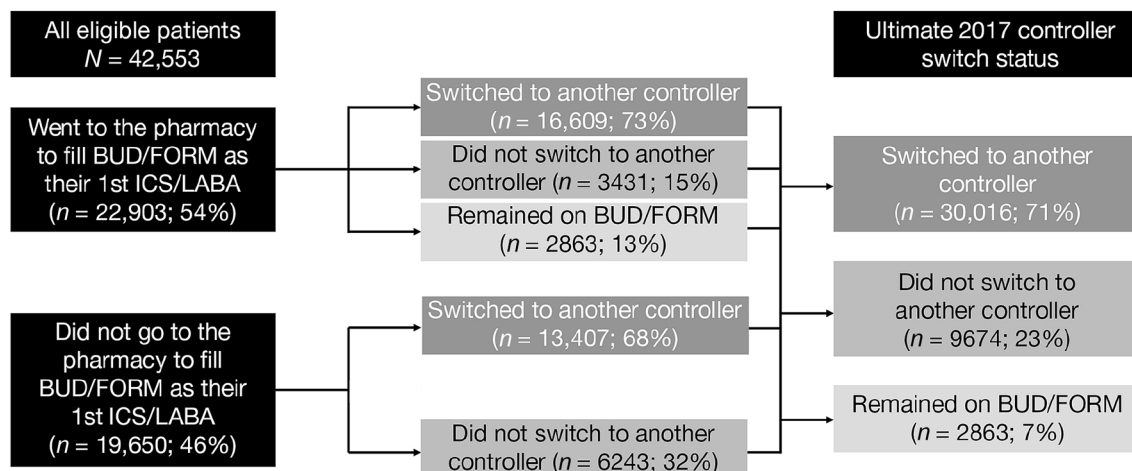 All eligible patients
N = 42,553
Went to the pharmacy
to fill BUD/FORM as
their 1st ICS/LABA
(n = 22,903; 54%)
Did not go to the
pharmacy to fill
BUD/FORM as their
1st ICS/LABA
(n = 19,650; 46%)
Switched to another controller
(n = 16,609; 73%)
Did not switch to another
controller (n = 3431; 15%)
Remained on BUD/FORM
(n = 2863; 13%)
Switched to another controller
(n = 13,407; 68%)
Did not switch to another
controller (n = 6243; 32%)
Ultimate 2017 controller
switch status
Switched to another
controller
(n = 30,016; 71%)
Did not switch to
another controller
(n = 9674; 23%)
Remained on BUD/FORM
(n = 2863; 7%)